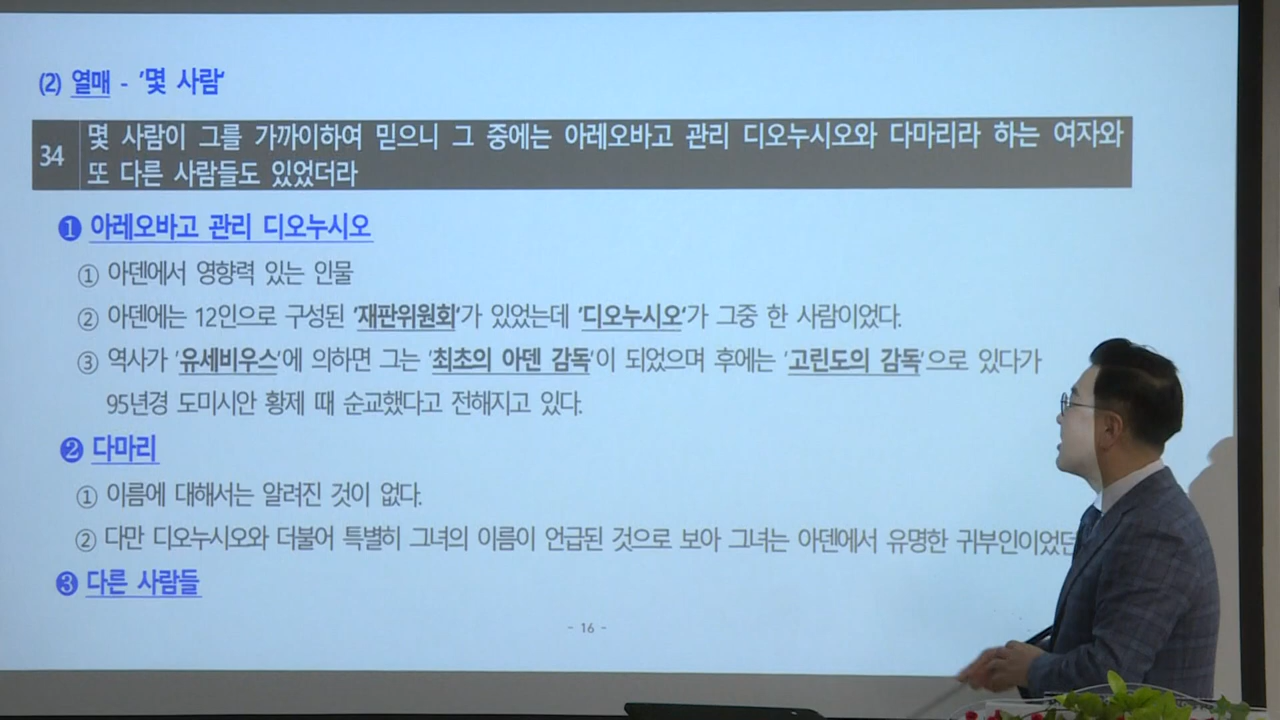 (2) 열매 - '몇 사람'
34 몇 사람이 그를 가까이하여 믿으니 그 중에는 아레오바고 관리 디오누시오와 다마리라 하는 여자와
또 다른 사람들도 있었더라
❶ 아레오바고 관리 디오누시오
① 아덴에서 영향력 있는 인물
② 아덴에는 12인으로 구성된 '재판위원회'가 있었는데 '디오누시오'가 그중 한 사람이었다.
③ 역사가 '유세비우스'에 의하면 그는 '최초의 아덴 감독'이 되었으며 후에는 '고린도의 감독'으로 있다가
95년경 도미시안 황제 때 순교했다고 전해지고 있다.
❷ 다마리
① 이름에 대해서는 알려진 것이 없다.
② 다만 디오누시오와 더불어 특별히 그녀의 이름이 언급된 것으로 보아 그녀는 아덴에서 유명한 귀부인이었던
❸ 다른 사람들
- 16 -